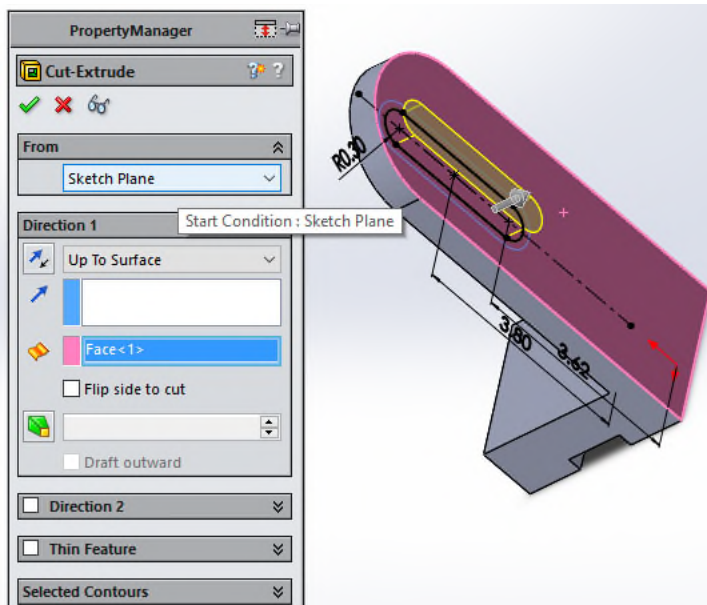 PropertyManager
Cut-Extrude
?
From
Sketch Plane
Start Condition : Sketch Plane
Direction 1
Up To Surface
Face<1>
Flip side to cut
Draft outward
Direction 2
Thin Feature
Selected Contours
R0.30
3.80
3.62